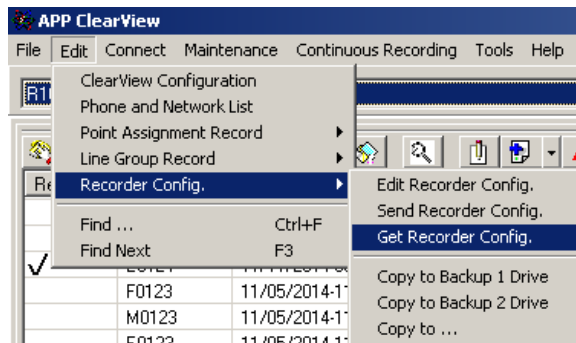 APP ClearView
File Edit Connect Maintenance Continuous Recording Tools Help
ClearView Configuration
Phone and Network List
Point Assignment Record
Line Group Record
Recorder Config.
Find ... Ctrl+F
Find Next F3
Edit Recorder Config.
Send Recorder Config.
Get Recorder Config.
Copy to Backup 1 Drive
Copy to Backup 2 Drive
Copy to ...
F0123 11/05/2014-1
M0123 11/05/2014-1